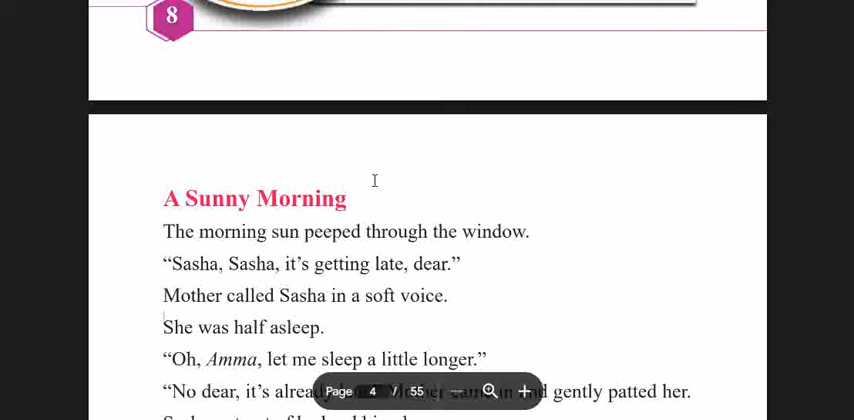 8
A Sunny Morning
The morning sun peeped through the window.
“Sasha, Sasha, it’s getting late, dear.”
Mother called Sasha in a soft voice.
She was half asleep.
“Oh, Amma, let me sleep a little longer.”
“No dear, it’s already gently patted her.
Page 4 / 55